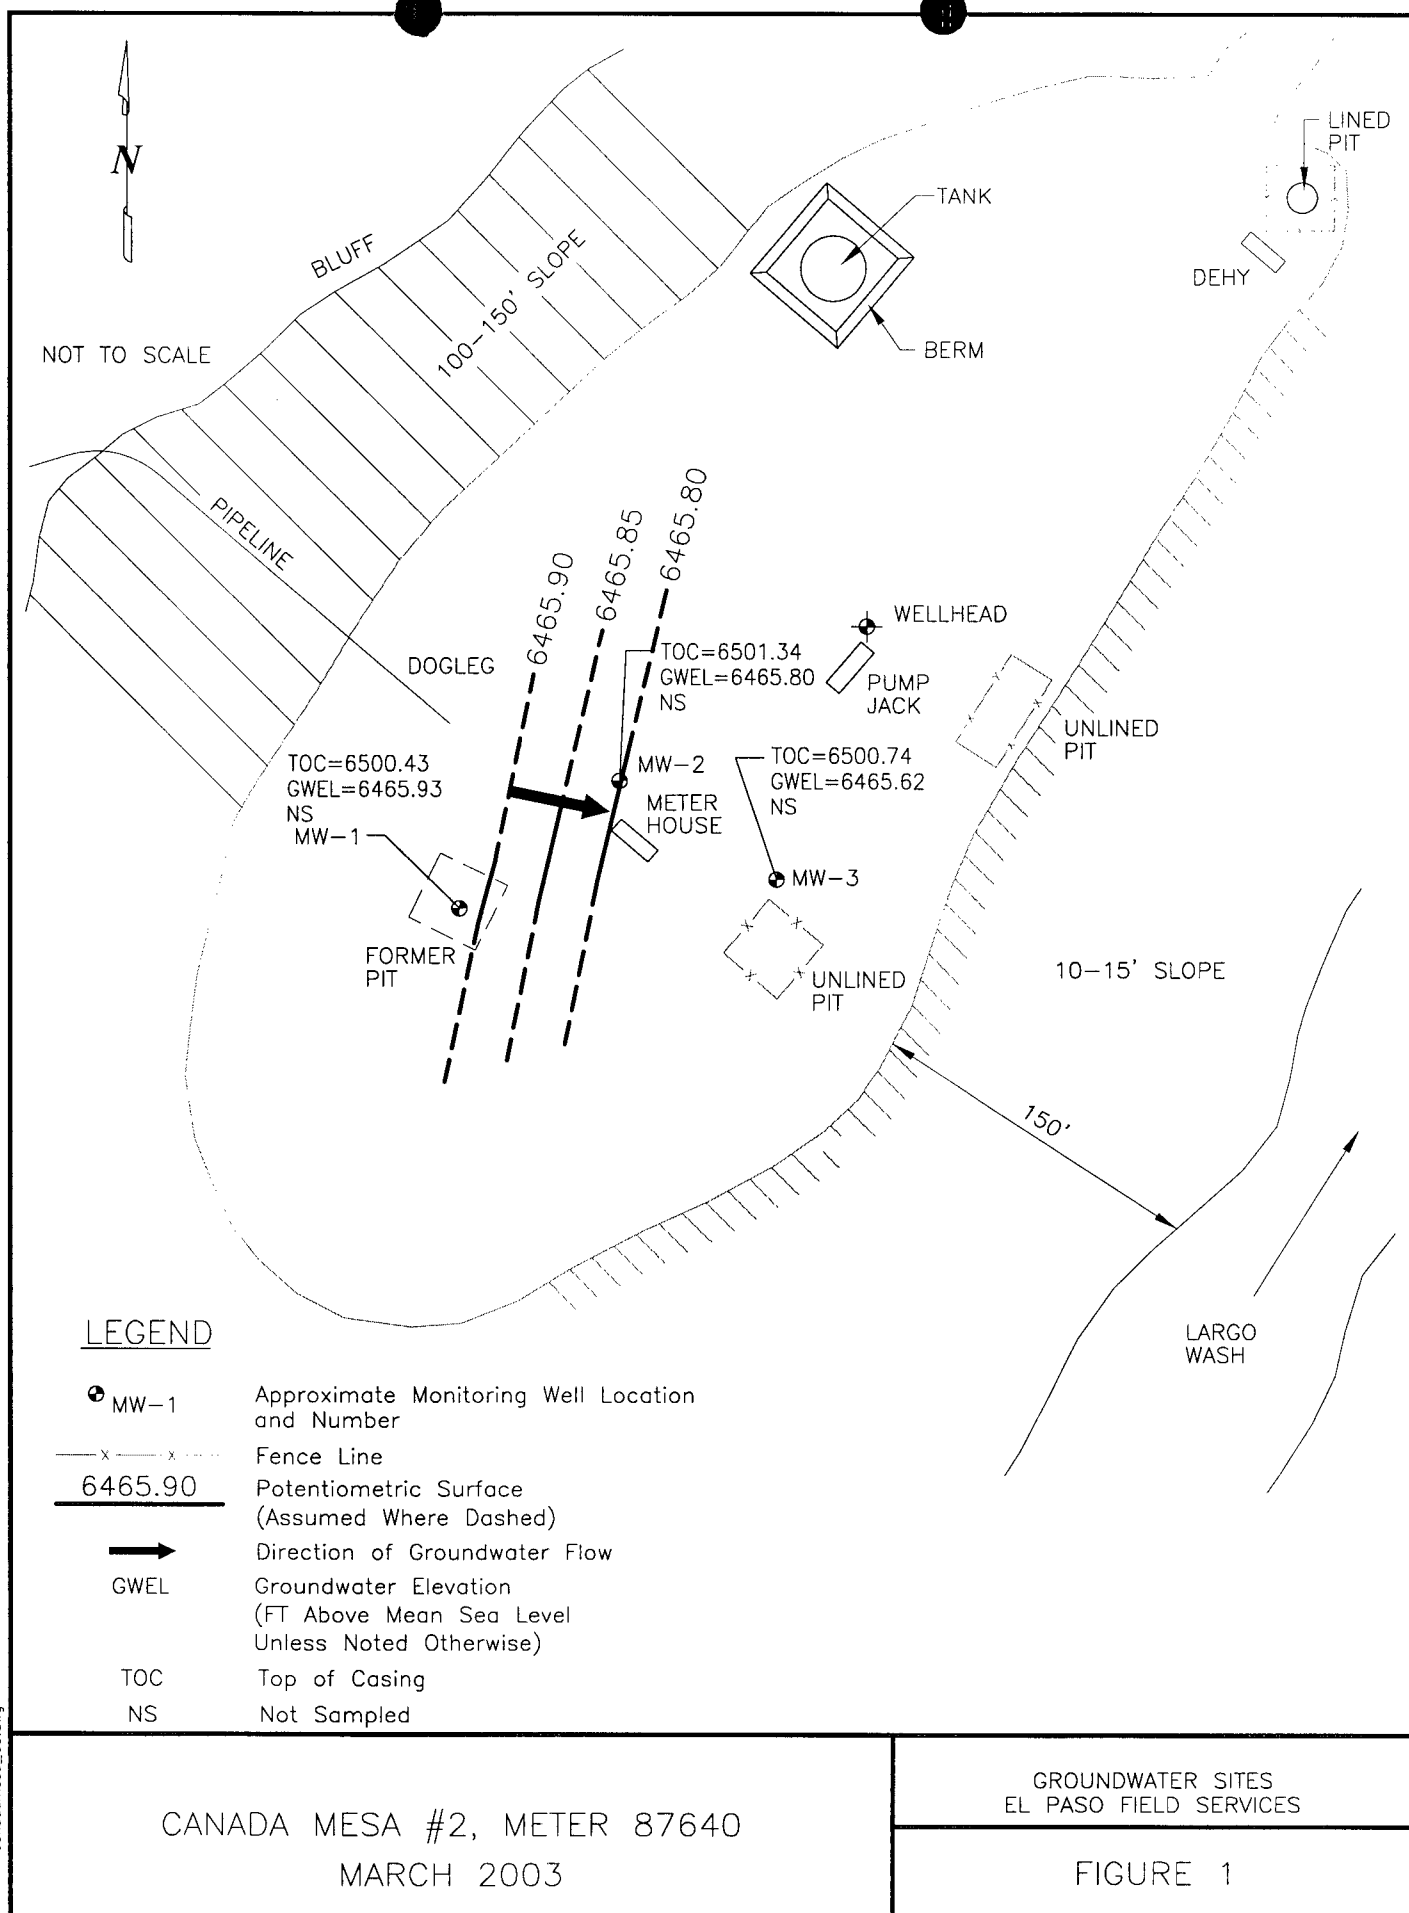 N
LINED
PIT
TANK
BLUFF
100-150' SLOPE
DEHY
NOT TO SCALE
BERM
PIPELINE
6465.90
6465.85
6465.80
WELLHEAD
DOGLEG
TOC=6501.34
GWEL=6465.80
NS
PUMP
JACK
UNLINED
PIT
TOC=6500.43
GWEL=6465.93
NS
MW-1
MW-2
METER
HOUSE
TOC=6500.74
GWEL=6465.62
NS
MW-3
FORMER
PIT
UNLINED
PIT
10-15' SLOPE
150'
LARGO
WASH
LEGEND
MW-1 Approximate Monitoring Well Location
and Number
x x Fence Line
6465.90 Potentiometric Surface
(Assumed Where Dashed)
Direction of Groundwater Flow
GWEL Groundwater Elevation
(FT Above Mean Sea Level
Unless Noted Otherwise)
TOC Top of Casing
NS Not Sampled
CANADA MESA #2, METER 87640
MARCH 2003
GROUNDWATER SITES
EL PASO FIELD SERVICES
FIGURE 1